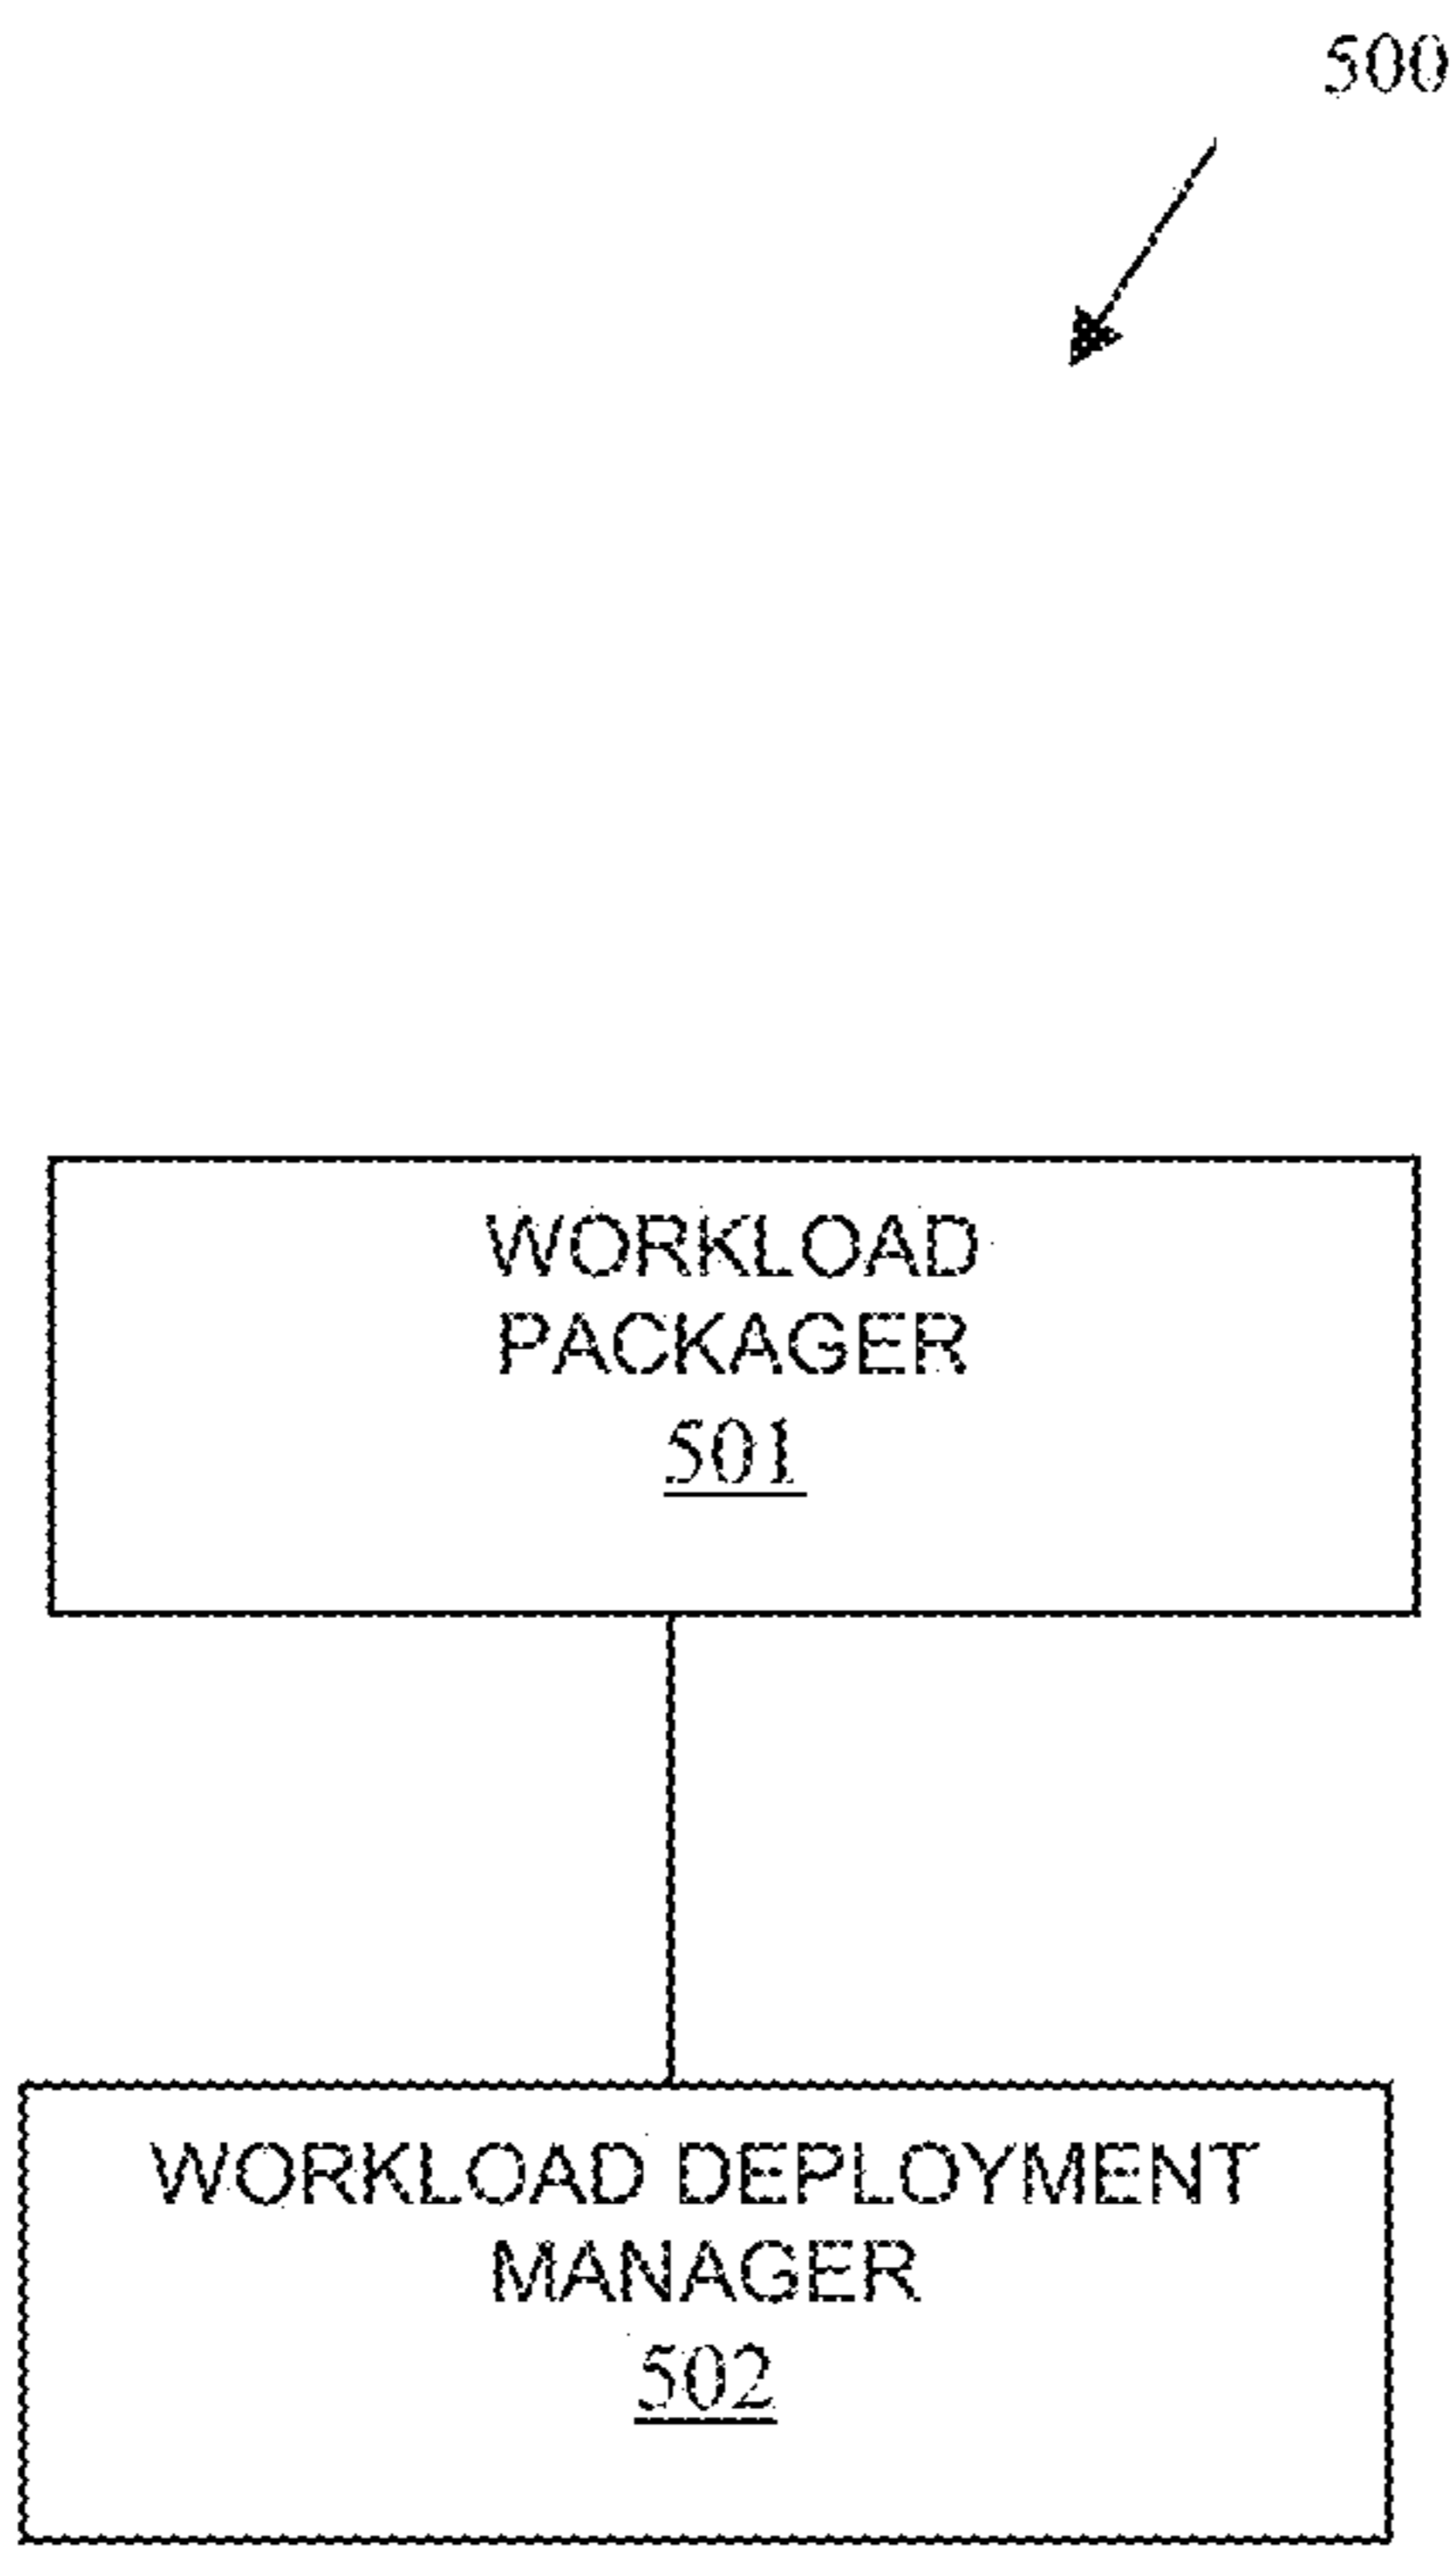 500
WORKLOAD
PACKAGER
501
WORKLOAD DEPLOYMENT
MANAGER
502